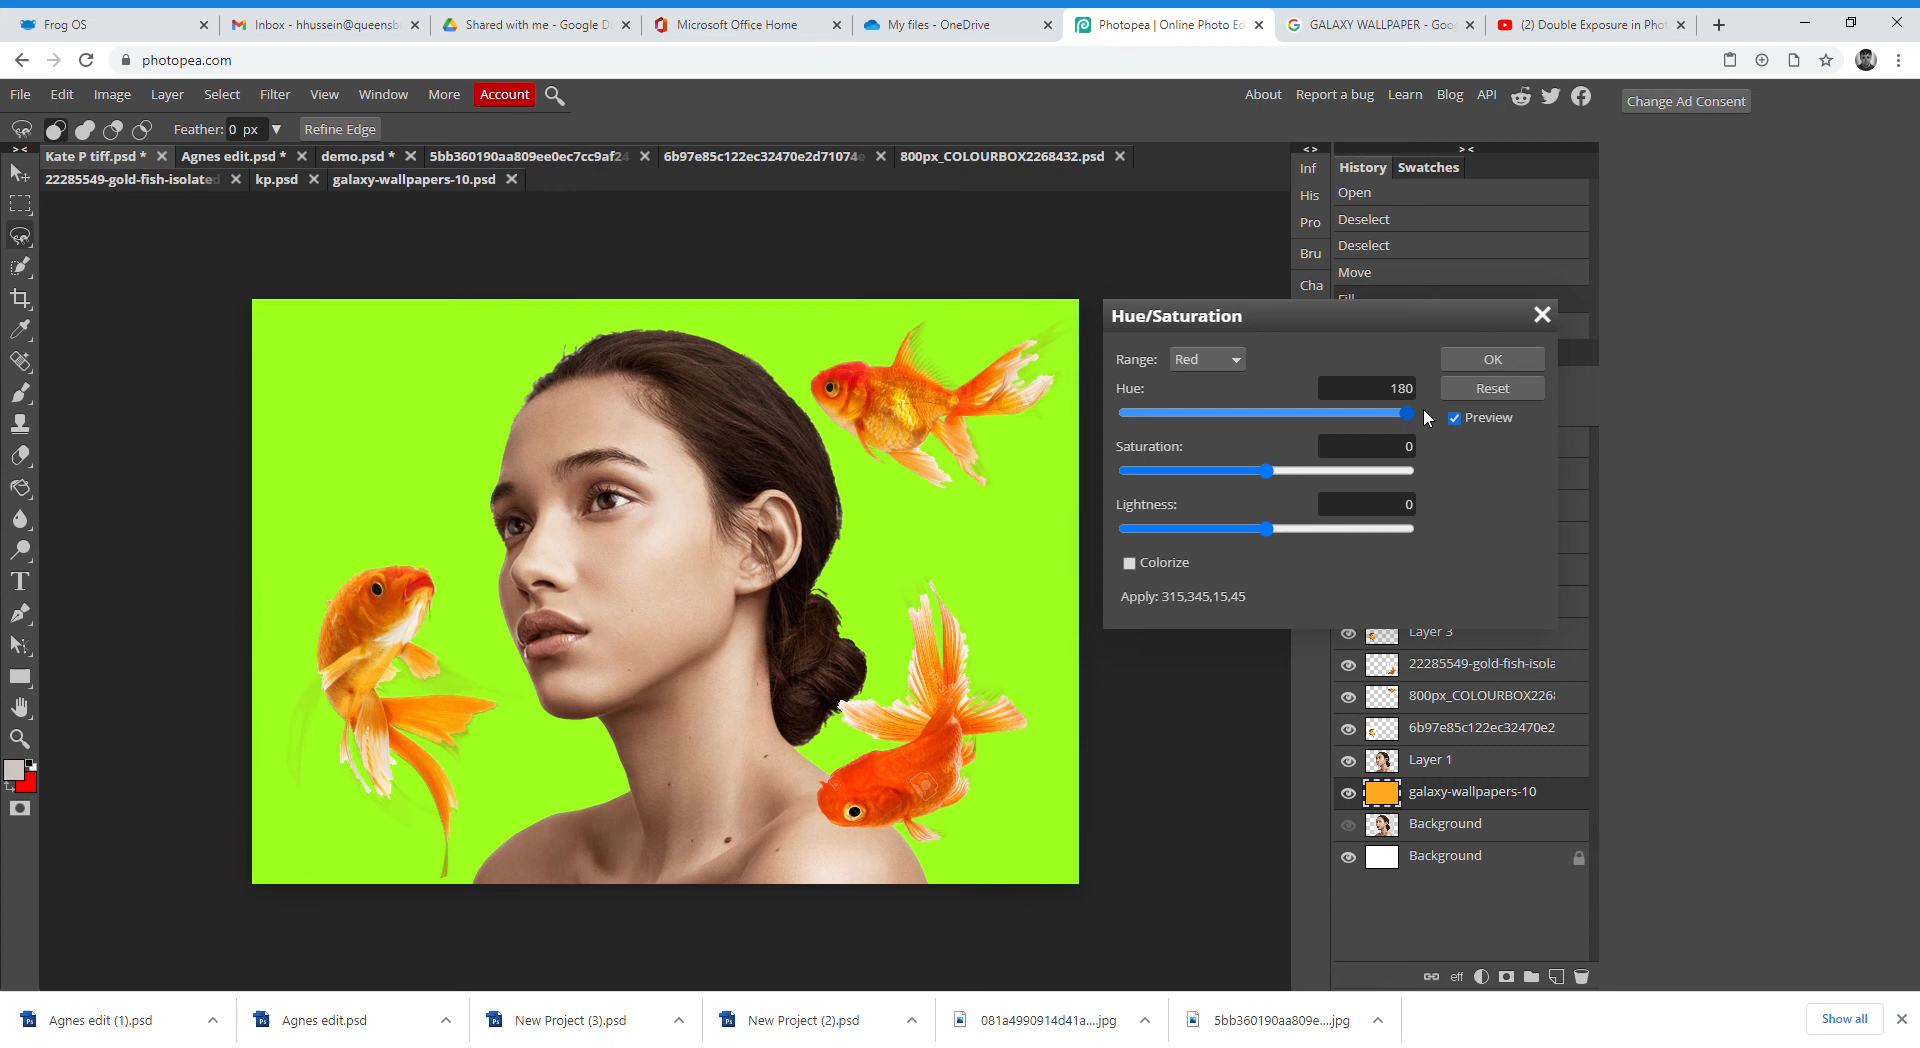 Frog OS
Inbox - hhussein@queensb
Shared with me - Google D
Microsoft Office Home
My files - OneDrive
Photopea | Online Photo Ed
GALAXY WALLPAPER - Goo
(2) Double Exposure in Phot
photopea.com
File Edit Image Layer Select Filter View Window More Account
About Report a bug Learn Blog API
Change Ad Consent
Feather: 0 px Refine Edge
Kate P tiff.psd *
Agnes edit.psd *
demo.psd *
5bb360190aa809ee0ec7cc9af24
6b97e85c122ec32470e2d71074e
800px_COLOURBOX2268432.psd
22285549-gold-fish-isolated
kp.psd
galaxy-wallpapers-10.psd
Inf
His
Pro
Bru
Cha
History Swatches
Open
Deselect
Deselect
Move
Fill
Hue/Saturation
Range: Red
OK
Hue: 180
Reset
Preview
Saturation: 0
Lightness: 0
Colorize
Apply: 315,345,15,45
Layer 3
22285549-gold-fish-isola
800px_COLOURBOX2268
6b97e85c122ec32470e2
Layer 1
galaxy-wallpapers-10
Background
Background
eff
Agnes edit (1).psd
Agnes edit.psd
New Project (3).psd
New Project (2).psd
081a4990914d41a....jpg
5bb360190aa809e....jpg
Show all